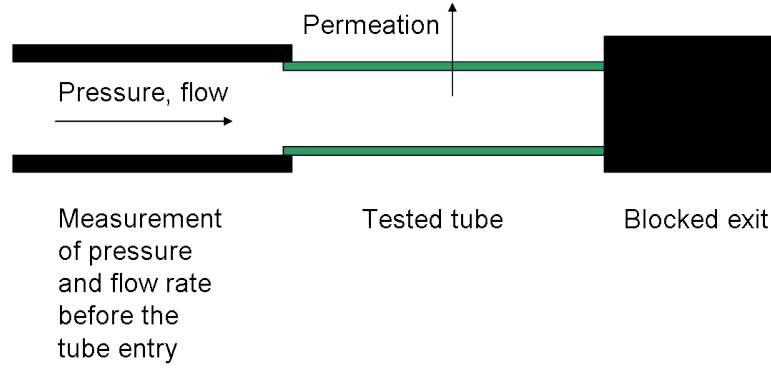 Permeation
Pressure, flow
Measurement
of pressure
and flow rate
before the
tube entry
Tested tube
Blocked exit